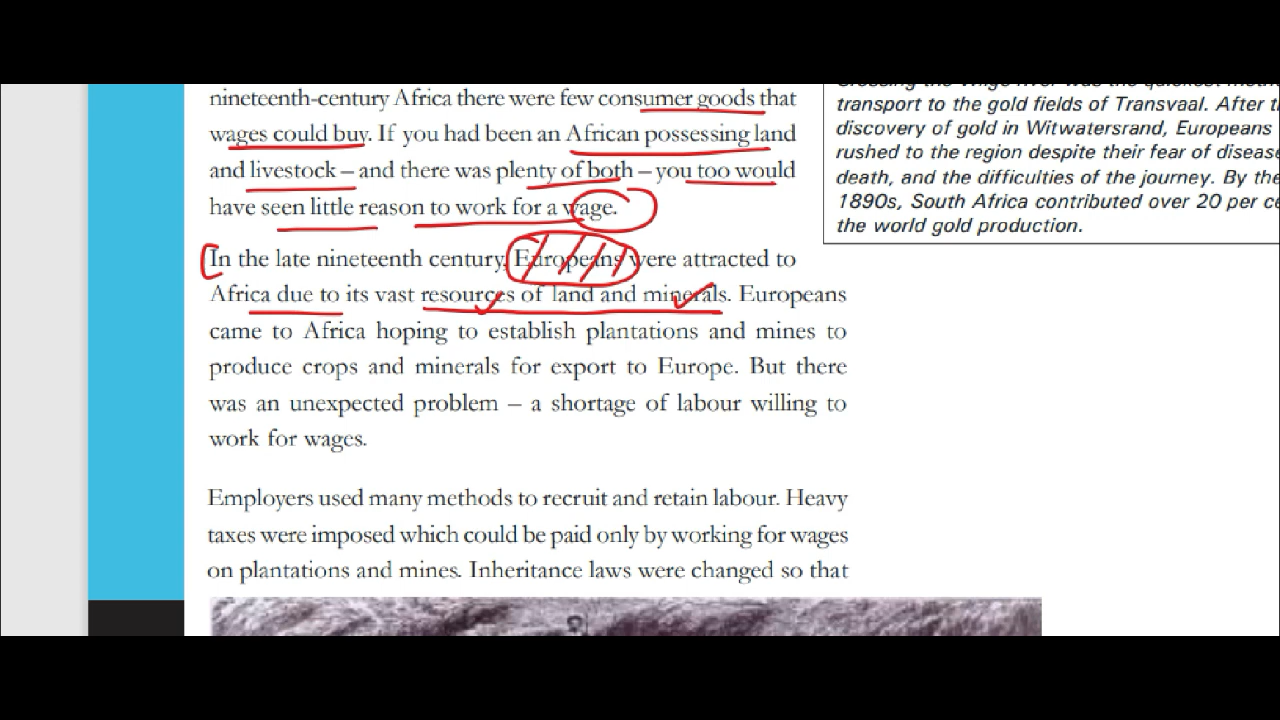 nineteenth-century Africa there were few consumer goods that
wages could buy. If you had been an African possessing land
and livestock – and there was plenty of both – you too would
have seen little reason to work for a wage.
In the late nineteenth century, Europeans were attracted to
Africa due to its vast resources of land and minerals. Europeans
came to Africa hoping to establish plantations and mines to
produce crops and minerals for export to Europe. But there
was an unexpected problem – a shortage of labour willing to
work for wages.
Employers used many methods to recruit and retain labour. Heavy
taxes were imposed which could be paid only by working for wages
on plantations and mines. Inheritance laws were changed so that
transport to the gold fields of Transvaal. After
discovery of gold in Witwatersrand, Europeans
rushed to the region despite their fear of
death, and the difficulties of the journey. By
1890s, South Africa contributed over 20 per
the world gold production.